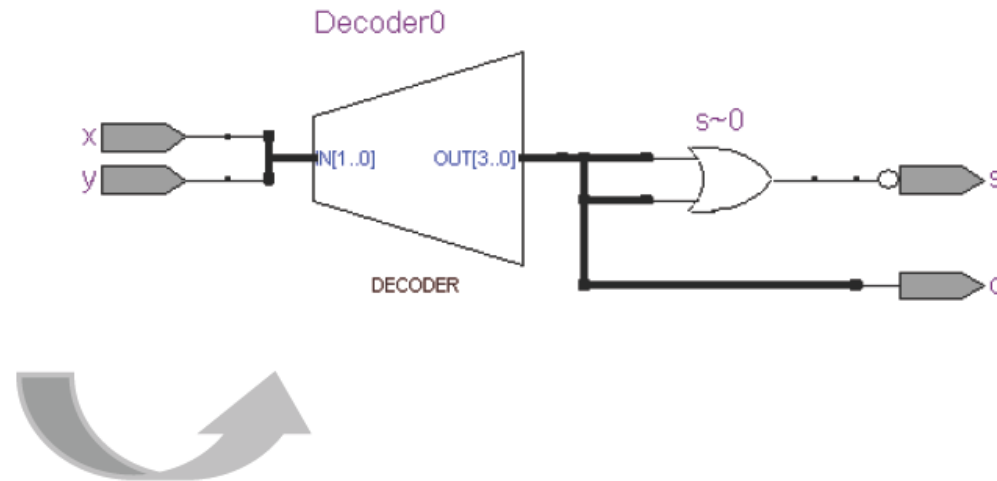 Decoder0
s~0
x
y
IN[1..0]
OUT[3..0]
s
DECODER